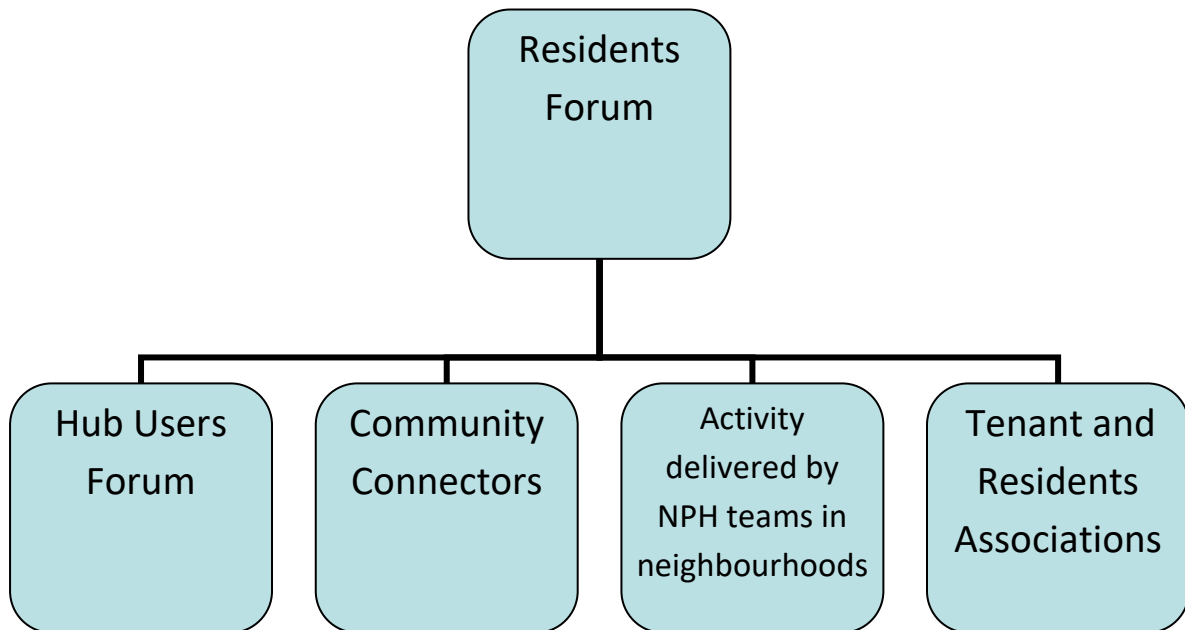 Residents
Forum
Hub Users
Forum
Community
Connectors
Activity
delivered by
NPH teams in
neighbourhoods
Tenant and
Residents
Associations